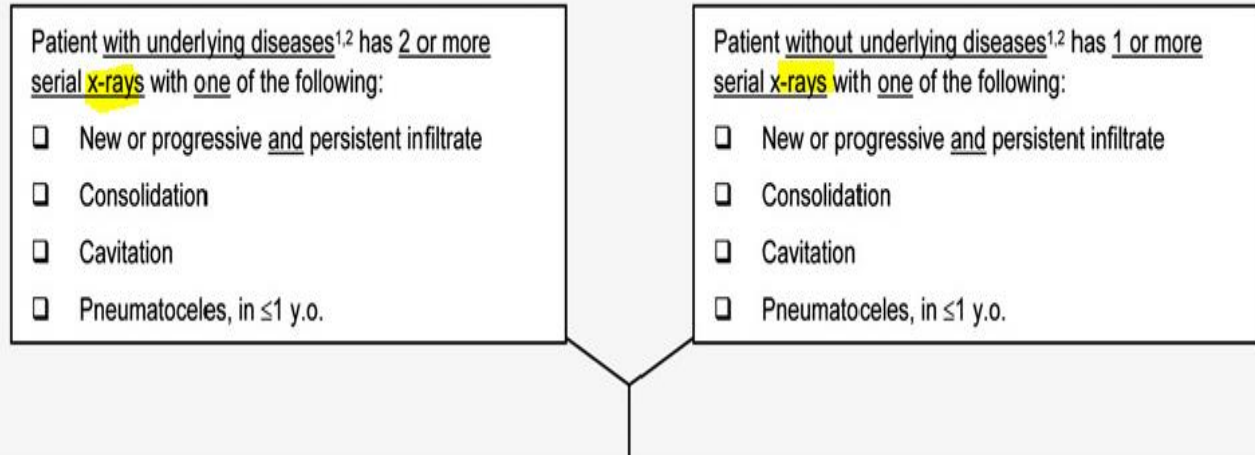 Patient with underlying diseases¹,² has 2 or more
serial x-rays with one of the following:
❑ New or progressive and persistent infiltrate
❑ Consolidation
❑ Cavitation
❑ Pneumatoceles, in ≤1 y.o.
Patient without underlying diseases¹,² has 1 or more
serial x-rays with one of the following:
❑ New or progressive and persistent infiltrate
❑ Consolidation
❑ Cavitation
❑ Pneumatoceles, in ≤1 y.o.